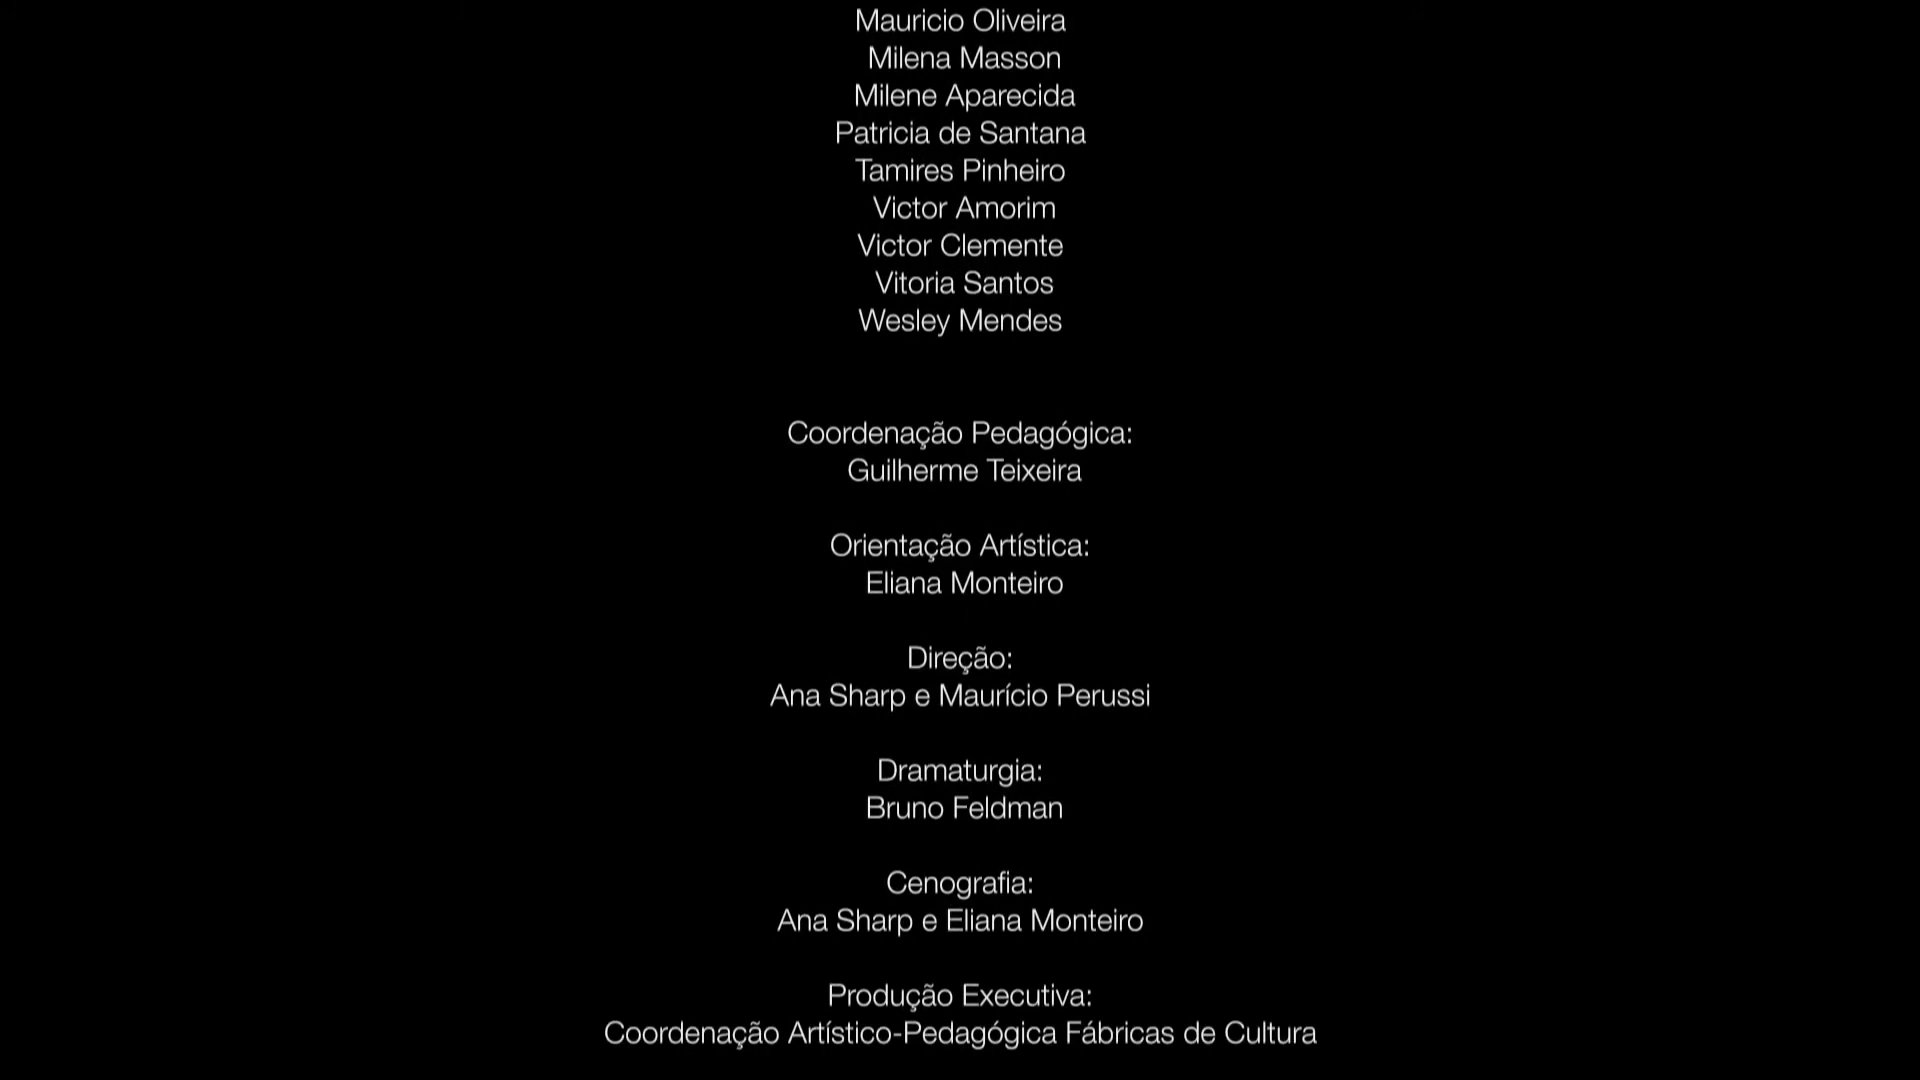 Mauricio Oliveira
Milena Masson
Milene Aparecida
Patricia de Santana
Tamires Pinheiro
Victor Amorim
Victor Clemente
Vitoria Santos
Wesley Mendes
Coordenação Pedagógica:
Guilherme Teixeira
Orientação Artística:
Eliana Monteiro
Direção:
Ana Sharp e Maurício Perussi
Dramaturgia:
Bruno Feldman
Cenografia:
Ana Sharp e Eliana Monteiro
Produção Executiva:
Coordenação Artístico-Pedagógica Fábricas de Cultura